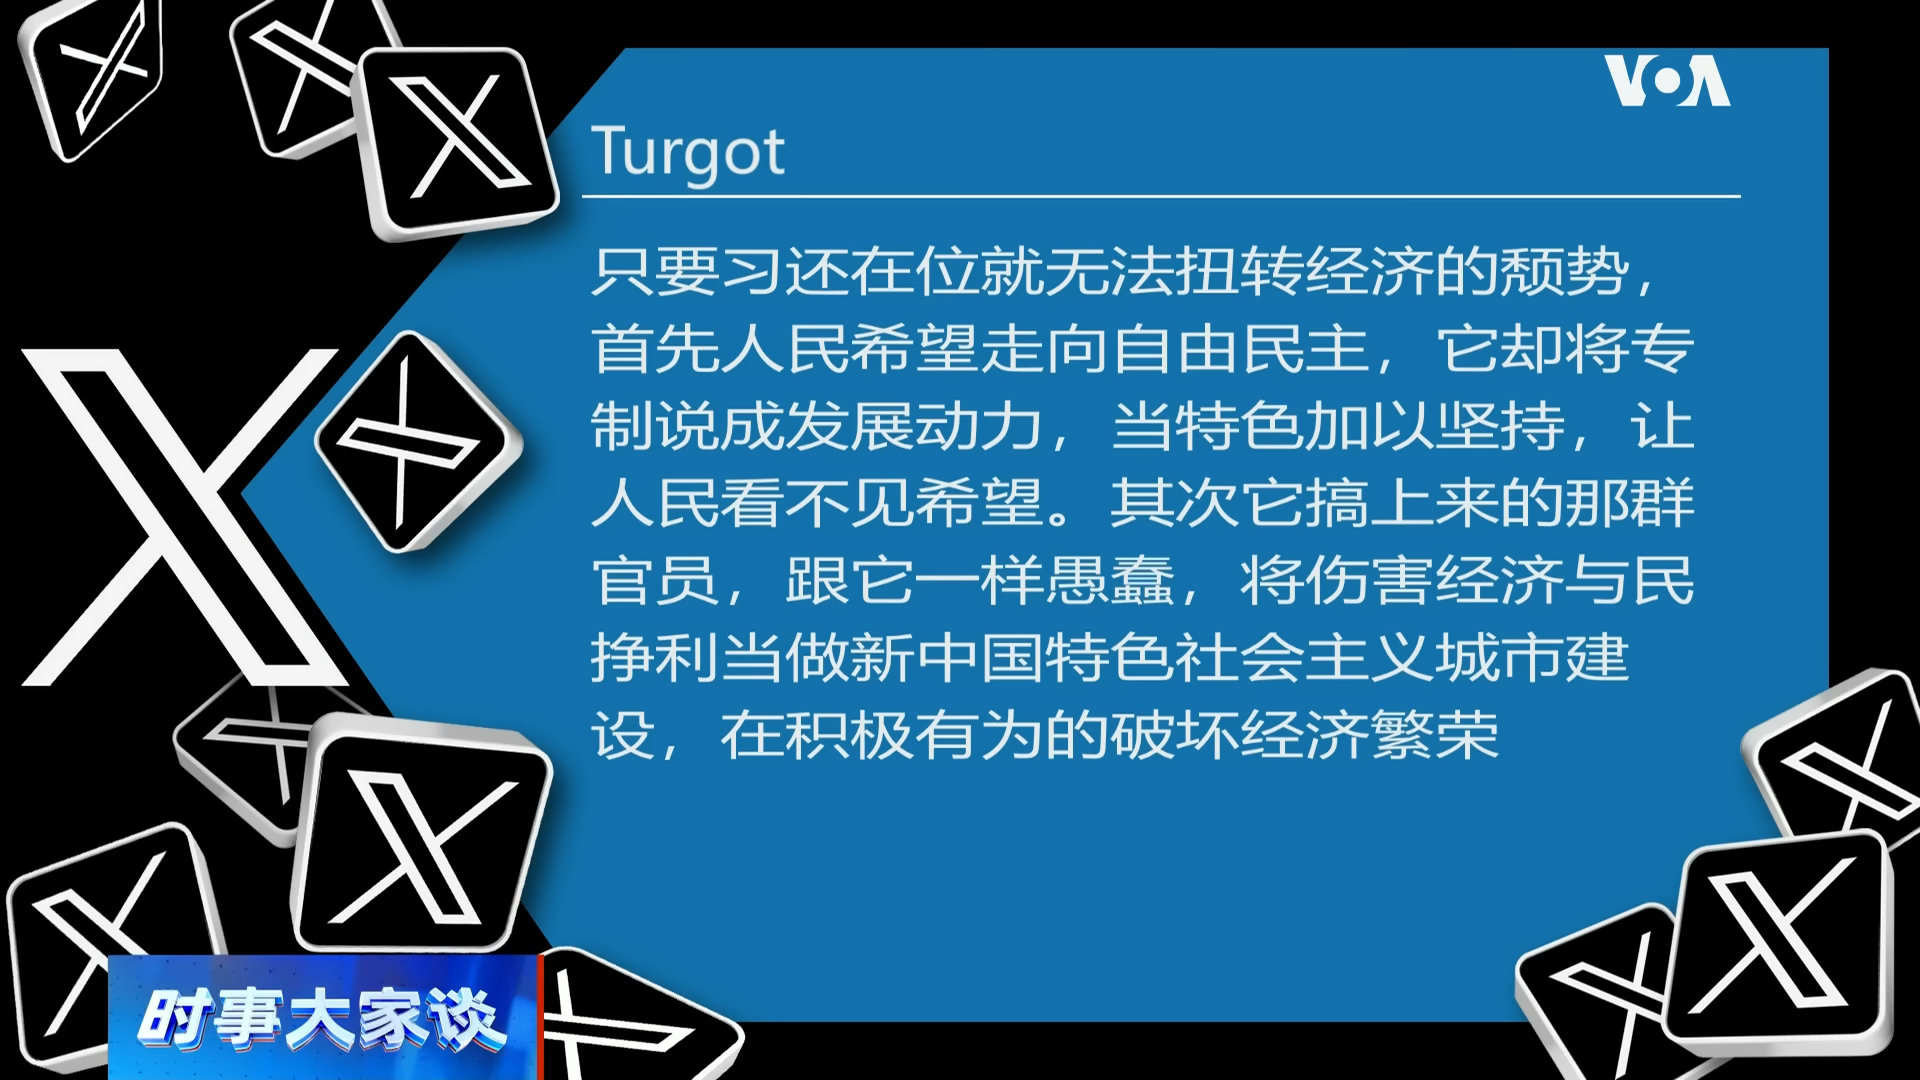 VOA
Turgot
只要习还在位就无法扭转经济的颓势，
首先人民希望走向自由民主，它却将专
制说成发展动力，当特色加以坚持，让
人民看不见希望。其次它搞上来的那群
官员，跟它一样愚蠢，将伤害经济与民
挣利当做新中国特色社会主义城市建
设，在积极有为的破坏经济繁荣
时事大家谈